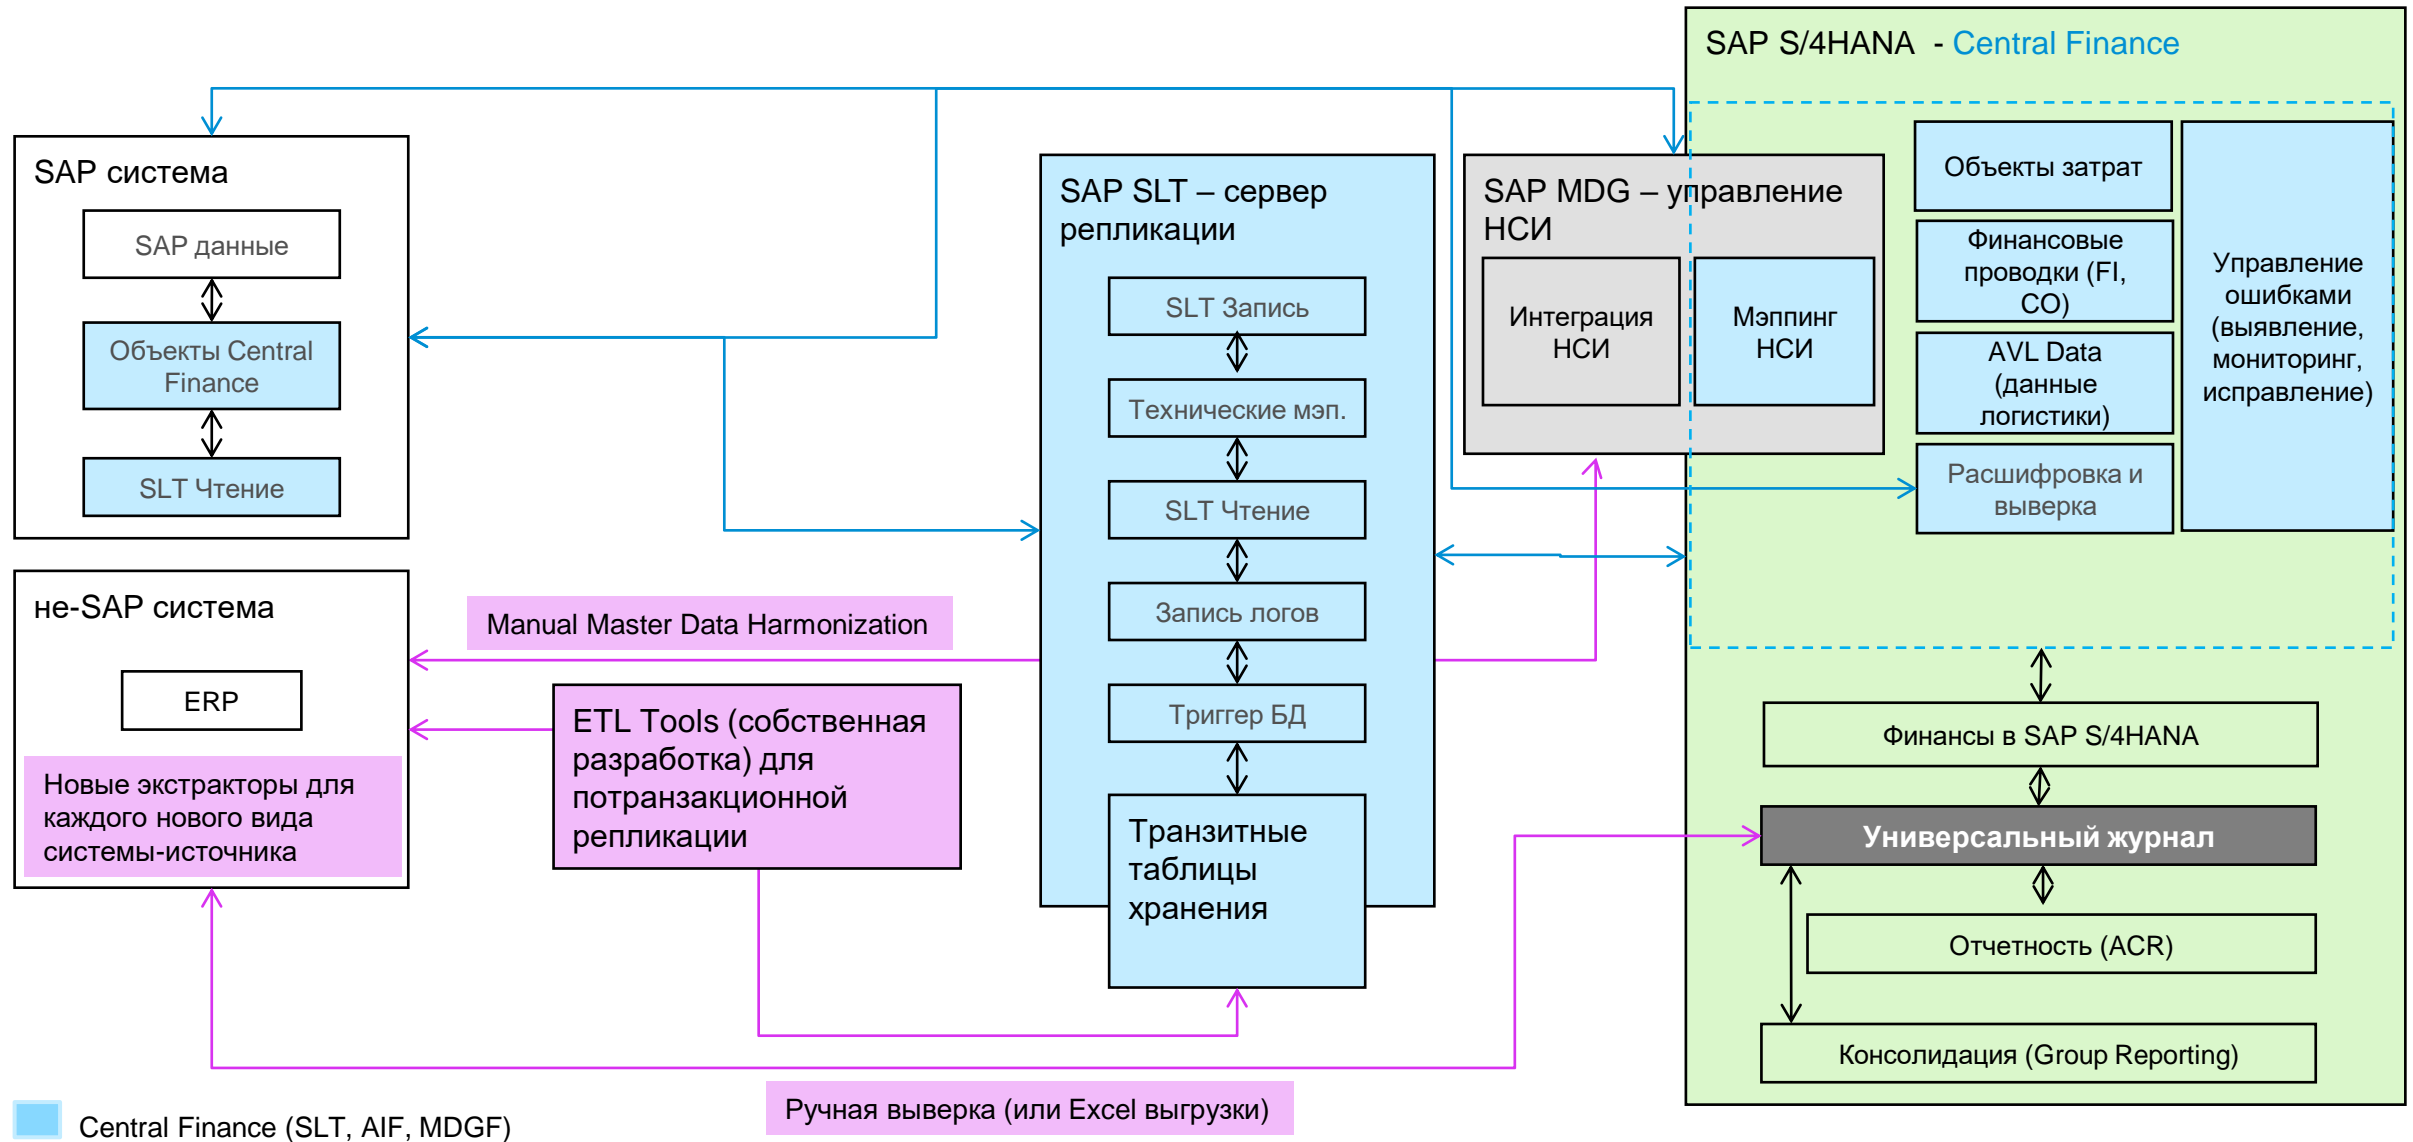 SAP S/4HANA - Central Finance
SAP система
SAP данные
Объекты Central
Finance
SLT Чтение
SAP SLT – сервер
репликации
SLT Запись
Технические мэп.
SLT Чтение
Запись логов
Триггер БД
Транзитные
таблицы
хранения
SAP MDG – управление
НСИ
Интеграция
НСИ
Мэппинг
НСИ
Объекты затрат
Финансовые
проводки (FI,
CO)
AVL Data
(данные
логистики)
Расшифровка и
выверка
Управление
ошибками
(выявление,
мониторинг,
исправление)
не-SAP система
ERP
Новые экстракторы для
каждого нового вида
системы-источника
Manual Master Data Harmonization
ETL Tools (собственная
разработка) для
потранзакционной
репликации
Финансы в SAP S/4HANA
Универсальный журнал
Отчетность (ACR)
Консолидация (Group Reporting)
Ручная выверка (или Excel выгрузки)
Central Finance (SLT, AIF, MDGF)